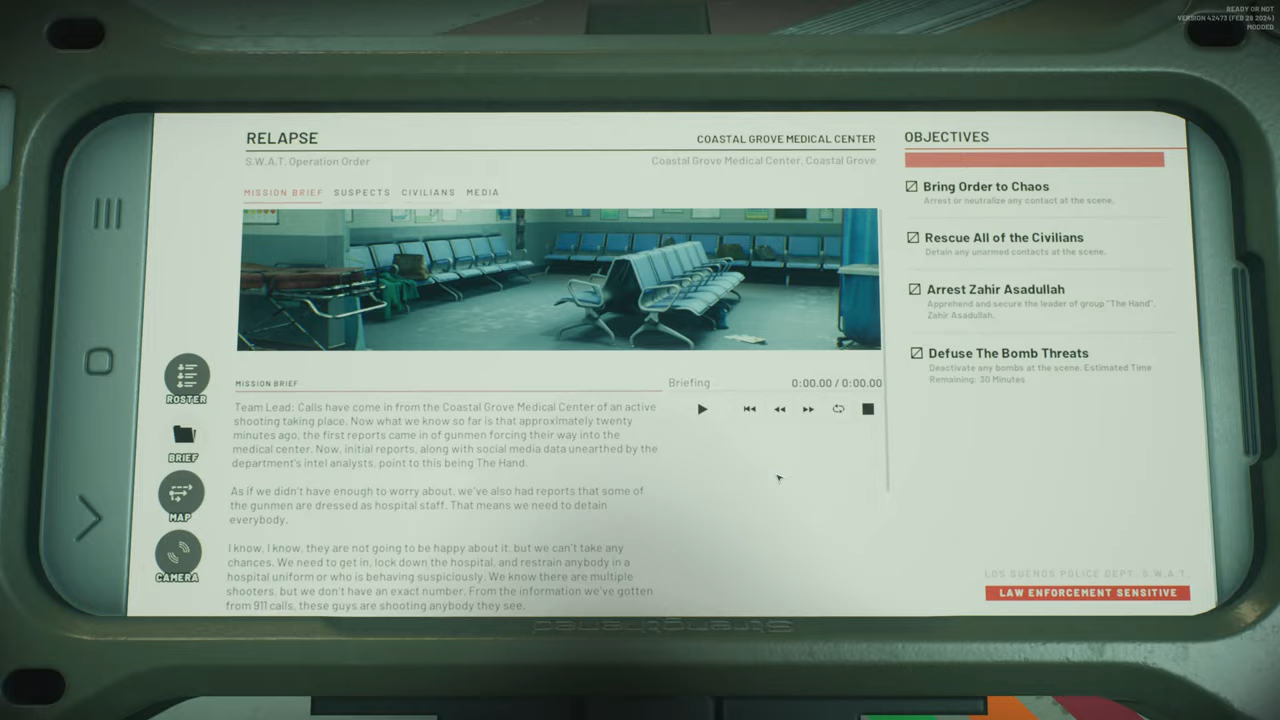 READY OR NOT
VERSION 42473 (FEB 28 2024)
MODDED
RELAPSE
COASTAL GROVE MEDICAL CENTER
S.W.A.T. Operation Order
Coastal Grove Medical Center, Coastal Grove
MISSION BRIEF SUSPECTS CIVILIANS MEDIA
MISSION BRIEF
Briefing 0:00.00 / 0:00.00
Team Lead: Calls have come in from the Coastal Grove Medical Center of an active
shooting taking place. Now what we know so far is that approximately twenty
minutes ago, the first reports came in of gunmen forcing their way into the
medical center. Now, initial reports, along with social media data unearthed by the
department's intel analysts, point to this being The Hand.
As if we didn't have enough to worry about, we've also had reports that some of
the gunmen are dressed as hospital staff. That means we need to detain
everybody.
I know, I know, they are not going to be happy about it, but we can't take any
chances. We need to get in, lock down the hospital, and restrain anybody in a
hospital uniform or who is behaving suspiciously. We know there are multiple
shooters, but we don't have an exact number. From the information we've gotten
from 911 calls, these guys are shooting anybody they see.
ROSTER
BRIEF
MAP
CAMERA
OBJECTIVES
Bring Order to Chaos
Arrest or neutralize any contact at the scene.
Rescue All of the Civilians
Detain any unarmed contacts at the scene.
Arrest Zahir Asadullah
Apprehend and secure the leader of group "The Hand",
Zahir Asadullah.
Defuse The Bomb Threats
Deactivate any bombs at the scene. Estimated Time
Remaining: 30 Minutes
LOS SUENOS POLICE DEPT. S.W.A.T.
LAW ENFORCEMENT SENSITIVE